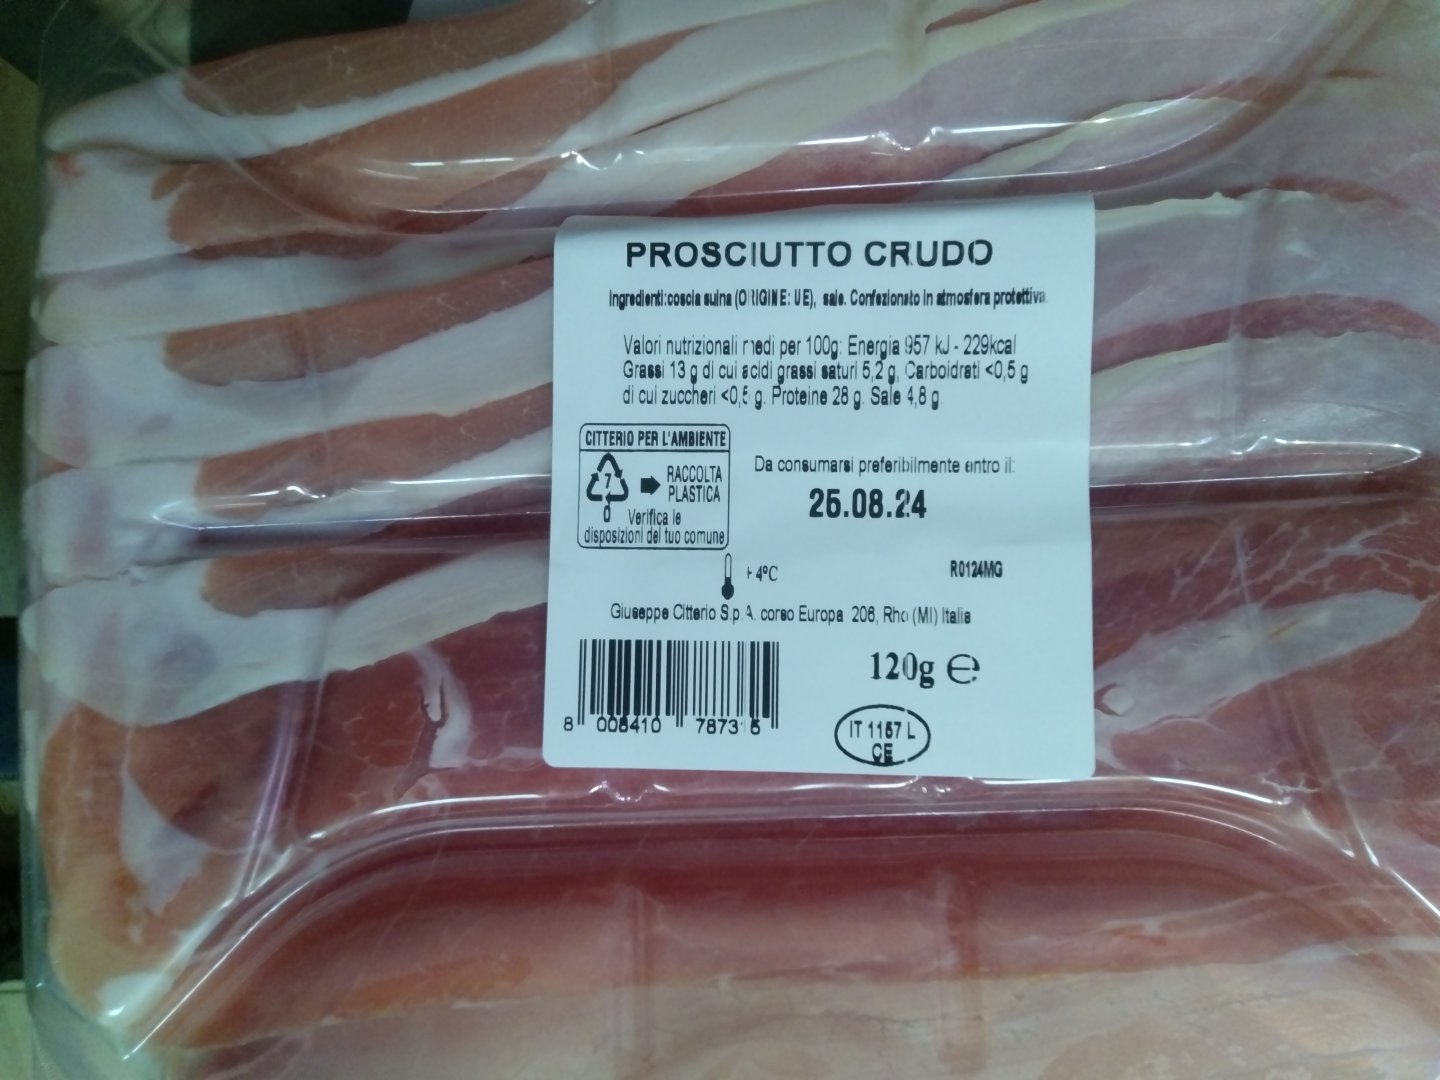 PROSCIUTTO CRUDO
Ingredienti:coscia suina (ORIGINE: UE), sale. Confezionato in atmosfera protettiva.
Valori nutrizionali medi per 100g: Energia 957 kJ - 229kcal
Grassi 13 g di cui acidi grassi saturi 5,2 g, Carboidrati <0,5 g
di cui zuccheri <0,5 g. Proteine 28 g. Sale 4,8 g.
CITTERIO PER L'AMBIENTE
7
RACCOLTA
PLASTICA
Verifica le
disposizioni del tuo comune
Da consumarsi preferibilmente entro il:
25.08.24
+4°C
R0124MG
Giuseppe Citterio S.p.A. corso Europa 206, Rho (MI) Italia
120g ℮
8 008410
IT 1157 L
CE